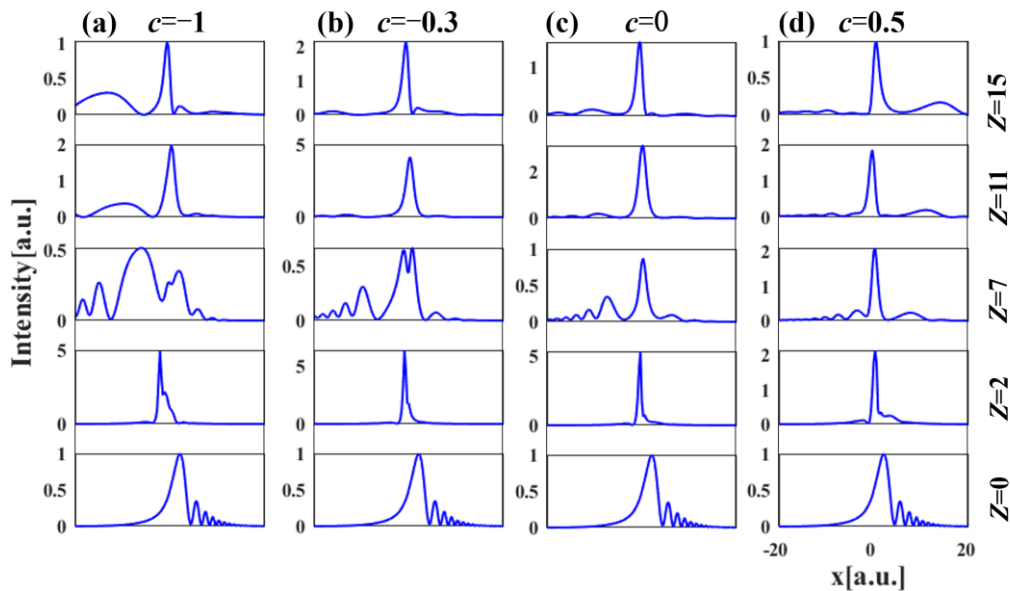 (a) c=−1 (b) c=−0.3 (c) c=0 (d) c=0.5
1 2 1
0.5 1 1 0.5
0 0 0 0
Z=15
2 5 2
1 2 1
0 0 0 0
Z=11
0.5 1 2
0.5 0.5 1
0 0 0 0
Z=7
5 5 5 2
1
0 0 0 0
Z=2
1 1 1 1
0.5 0.5 0.5 0.5
0 0 0 0
Z=0
-20 0 20
x[a.u.]
Intensity[a.u.]